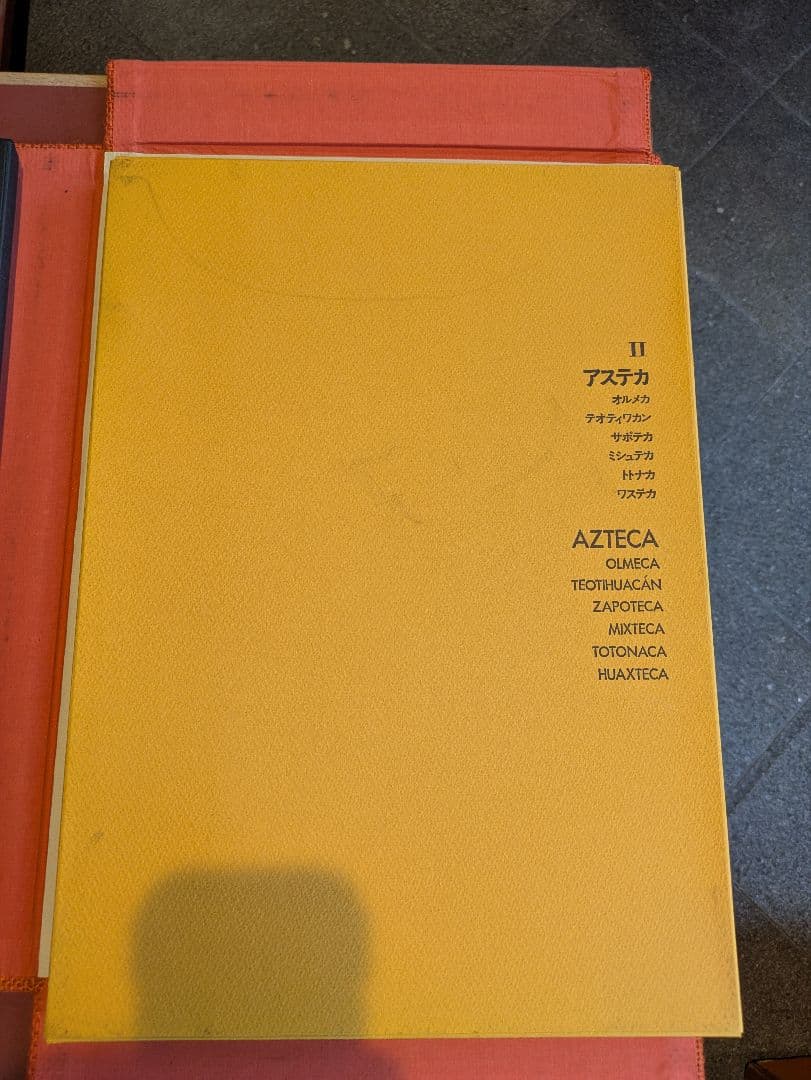 II
アステカ
オルメカ
テオティワカン
サポテカ
ミシュテカ
トトナカ
ワステカ
AZTECA
OLMECA
TEOTIHUACÁN
ZAPOTECA
MIXTECA
TOTONACA
HUAXTECA